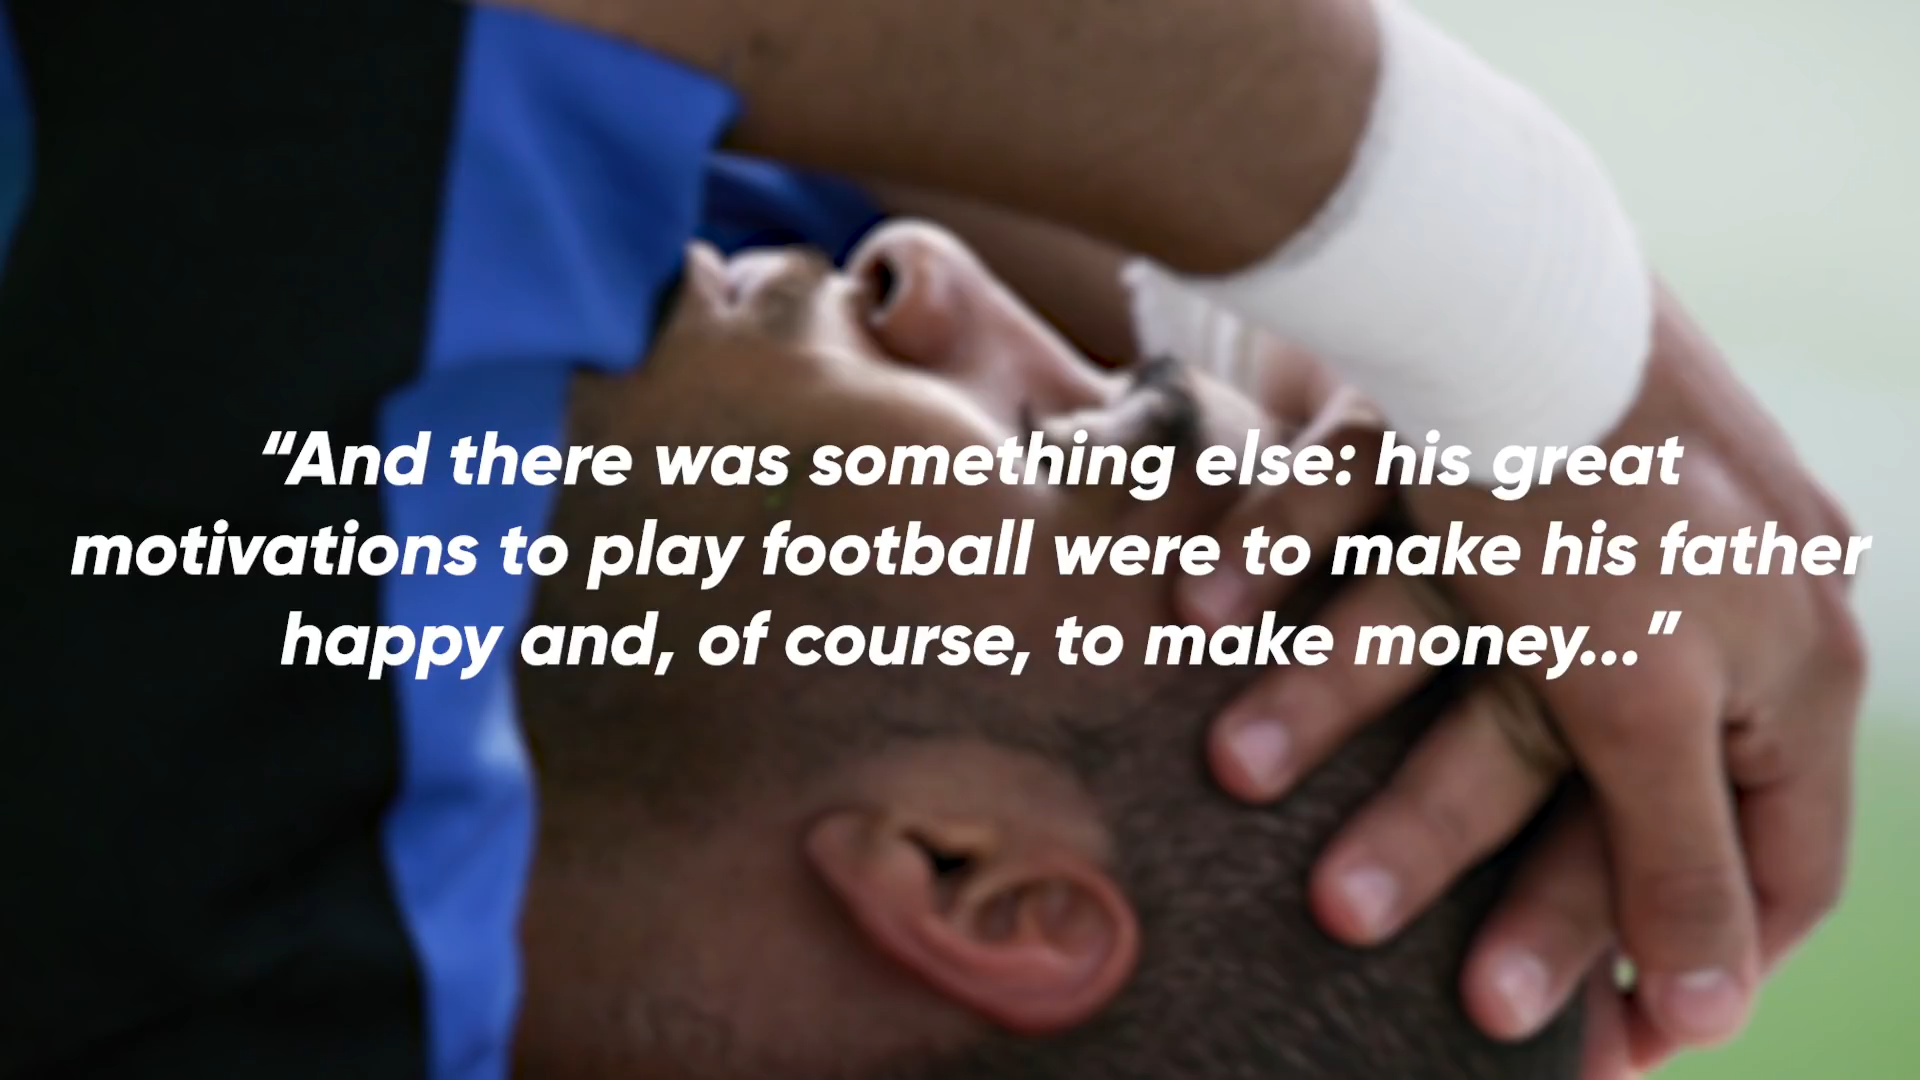 “And there was something else: his great
motivations to play football were to make his father
happy and, of course, to make money...”